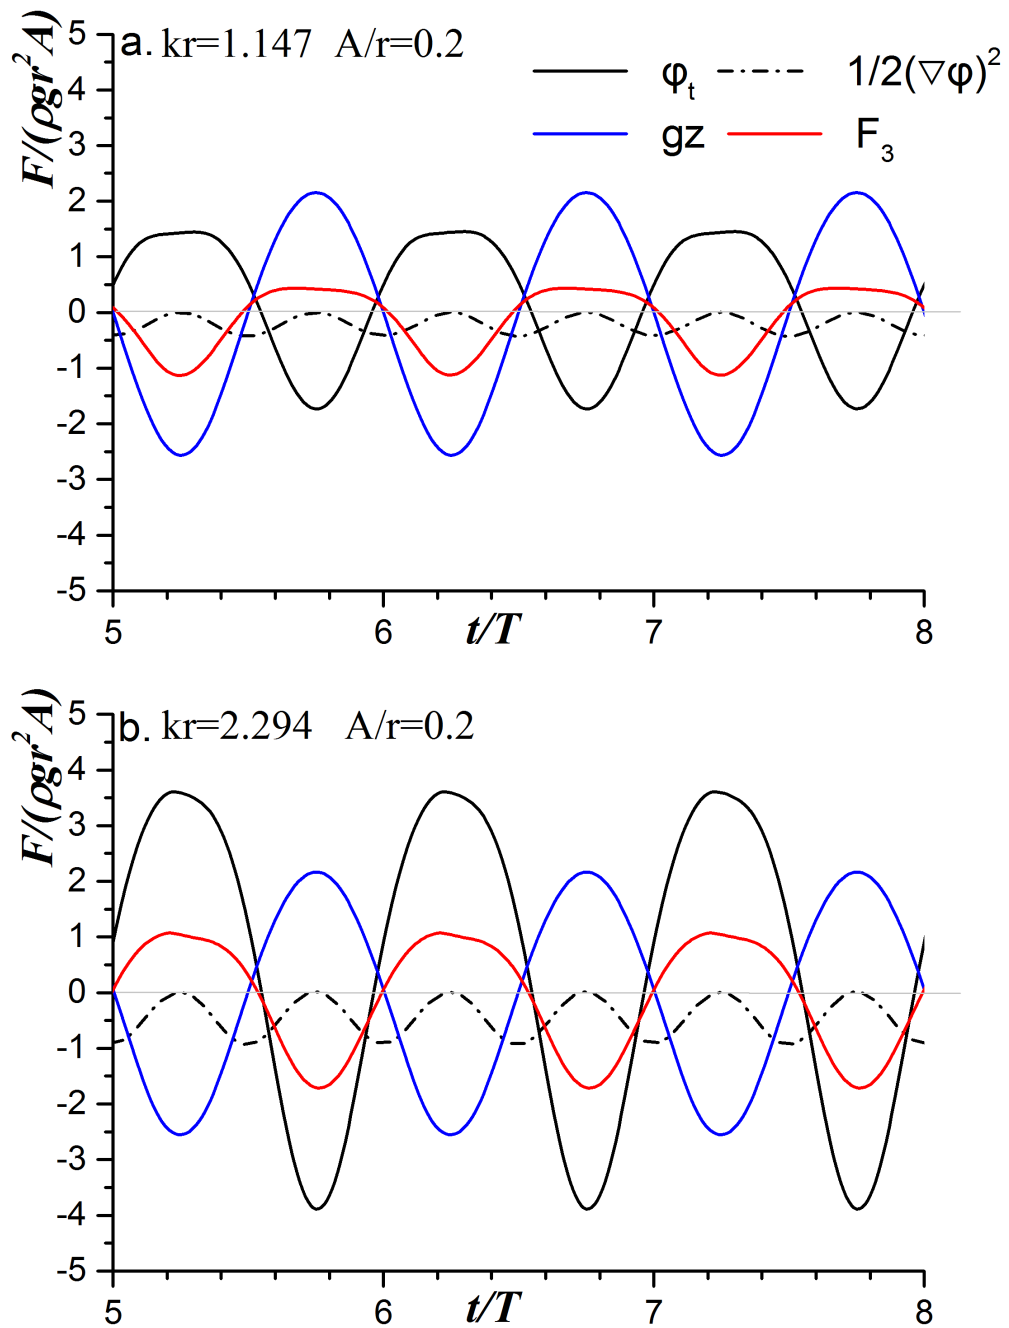 a. kr=1.147 A/r=0.2
φt 1/2(▽φ)²
gz F3
F/(ρgr²A)
5
4
3
2
1
0
-1
-2
-3
-4
-5
5 6 7 8
t/T
b. kr=2.294 A/r=0.2
F/(ρgr²A)
5
4
3
2
1
0
-1
-2
-3
-4
-5
5 6 7 8
t/T